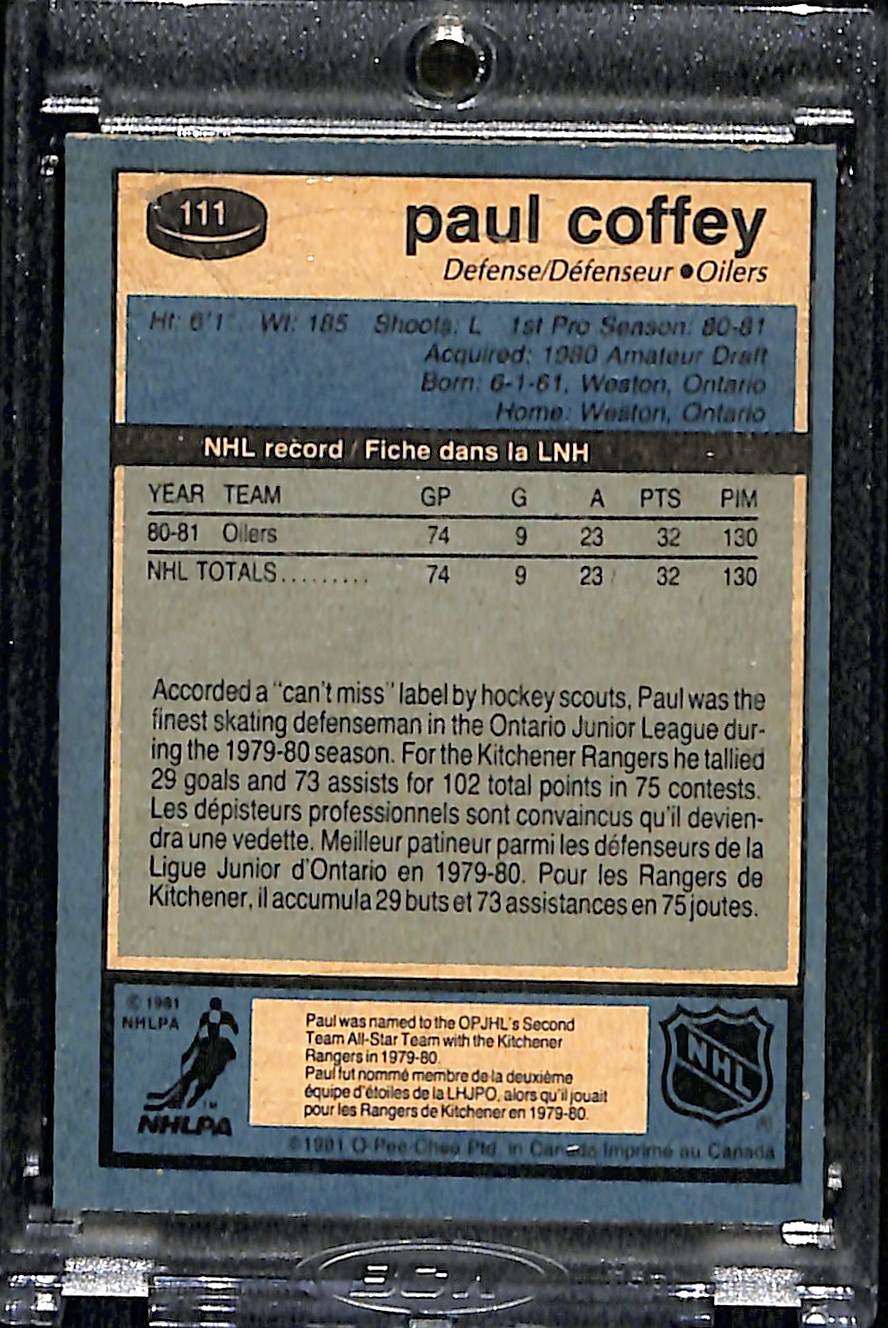 111
paul coffey
Defense/Défenseur ● Oilers
Ht: 6'1" Wt: 185 Shoots: L 1st Pro Season: 80-81
Acquired: 1980 Amateur Draft
Born: 6-1-61, Weston, Ontario
Home: Weston, Ontario
NHL record / Fiche dans la LNH
YEAR TEAM GP G A PTS PIM
80-81 Oilers 74 9 23 32 130
NHL TOTALS......... 74 9 23 32 130
Accorded a "can't miss" label by hockey scouts, Paul was the
finest skating defenseman in the Ontario Junior League dur-
ing the 1979-80 season. For the Kitchener Rangers he tallied
29 goals and 73 assists for 102 total points in 75 contests.
Les dépisteurs professionnels sont convaincus qu'il devien-
dra une vedette. Meilleur patineur parmi les défenseurs de la
Ligue Junior d'Ontario en 1979-80. Pour les Rangers de
Kitchener, il accumula 29 buts et 73 assistances en 75 joutes.
© 1981
NHLPA
TM
NHLPA
Paul was named to the OPJHL's Second
Team All-Star Team with the Kitchener
Rangers in 1979-80.
Paul fut nommé membre de la deuxième
équipe d'étoiles de la LHJPO, alors qu'il jouait
pour les Rangers de Kitchener en 1979-80.
NHL
®
© 1981 O-Pee-Chee Ptd. in Canada Imprimé au Canada
BCW